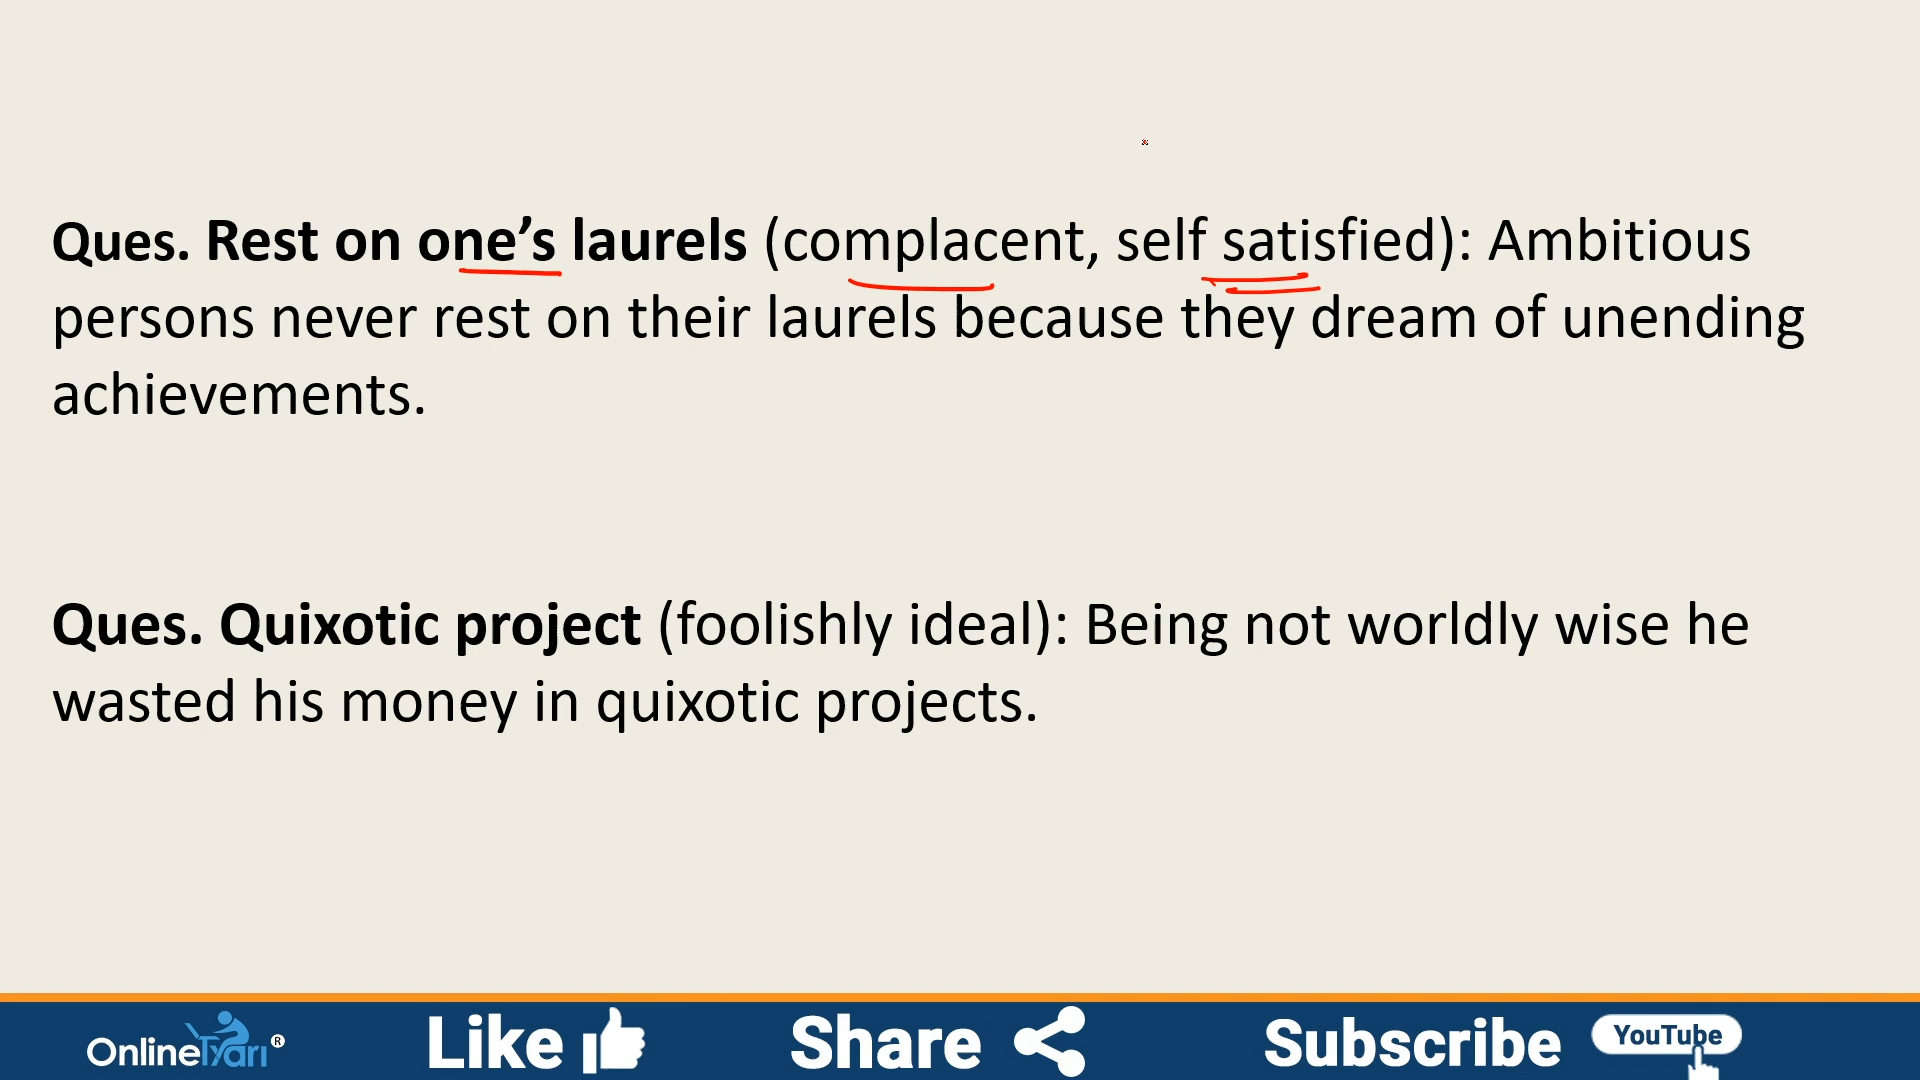 Ques. Rest on one’s laurels (complacent, self satisfied): Ambitious
persons never rest on their laurels because they dream of unending
achievements.
Ques. Quixotic project (foolishly ideal): Being not worldly wise he
wasted his money in quixotic projects.
OnlineTyari® Like Share Subscribe YouTube